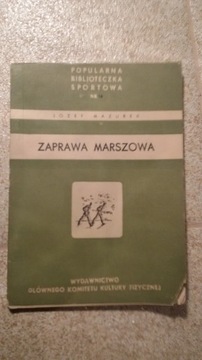 POPULARNA
BIBLIOTECZKA
SPORTOWA
JÓZEF MAZUREK
ZAPRAWA MARSZOWA
WYDAWNICTWO
GŁÓWNEGO KOMITETU KULTURY FIZYCZNEJ